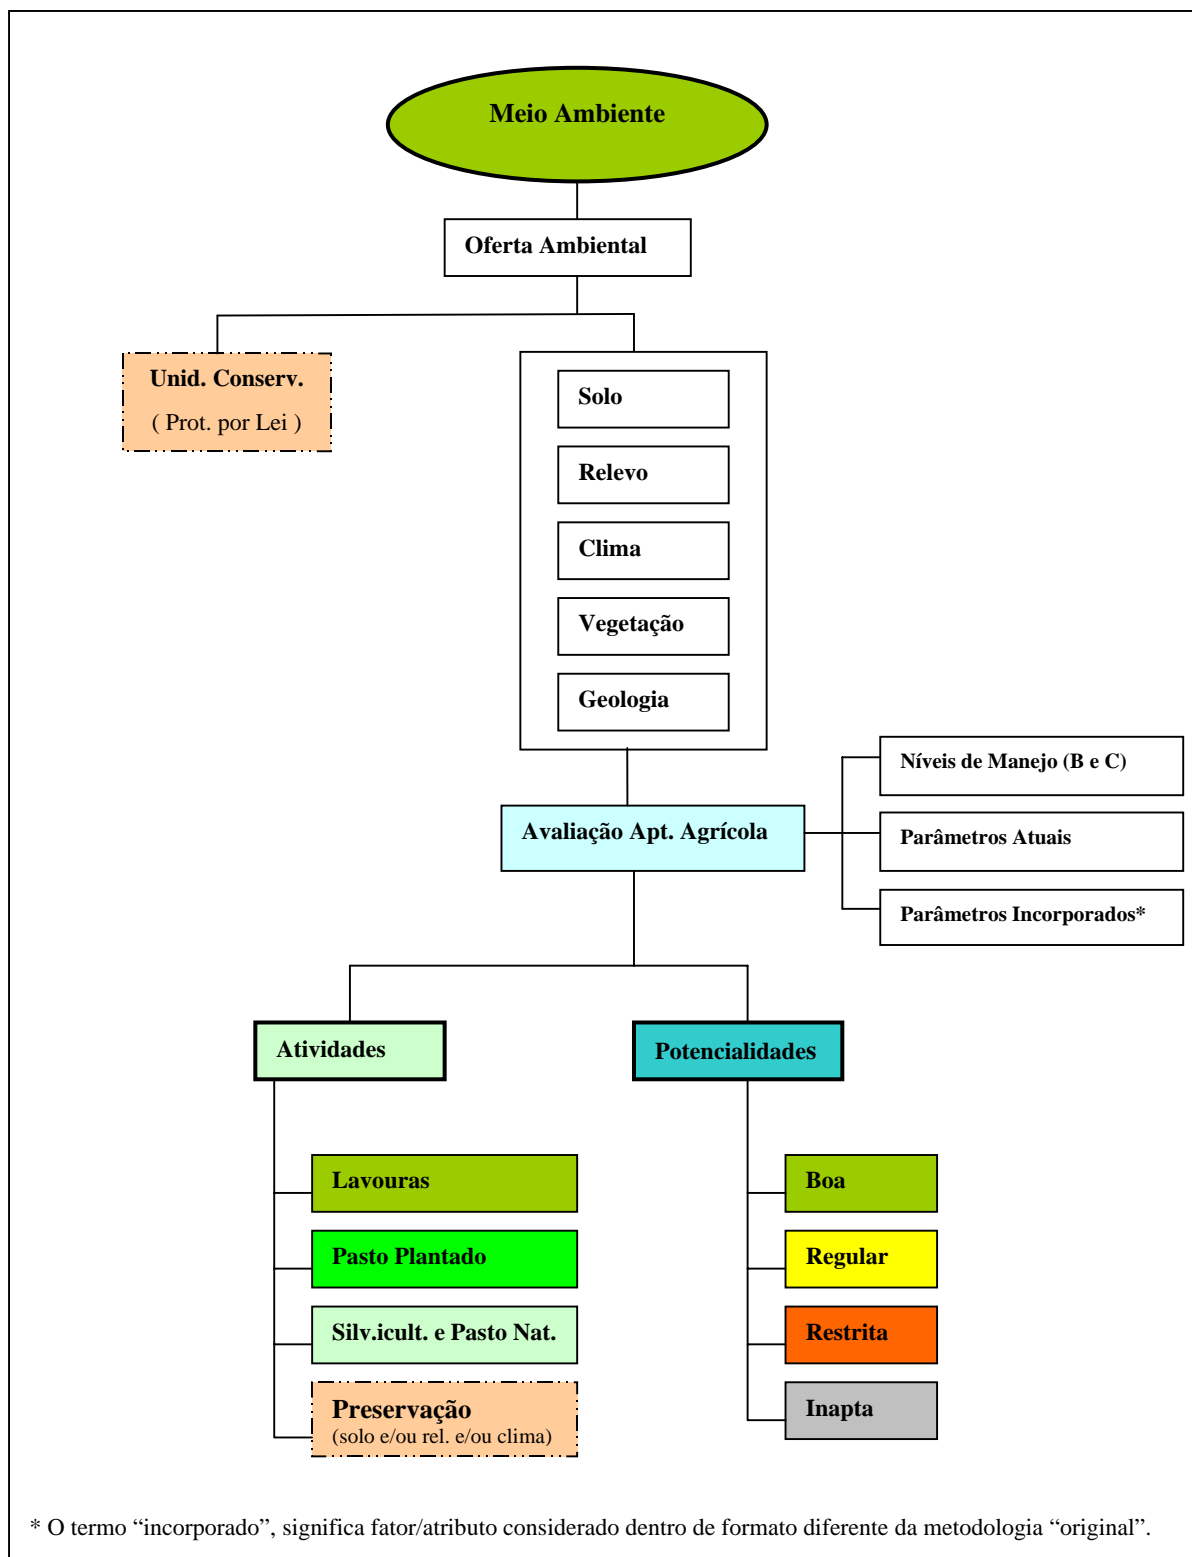 Meio Ambiente
Oferta Ambiental
Unid. Conserv.
( Prot. por Lei )
Solo
Relevo
Clima
Vegetação
Geologia
Níveis de Manejo (B e C)
Avaliação Apt. Agrícola
Parâmetros Atuais
Parâmetros Incorporados*
Atividades
Potencialidades
Lavouras
Pasto Plantado
Silv.icult. e Pasto Nat.
Preservação
(solo e/ou rel. e/ou clima)
Boa
Regular
Restrita
Inapta
* O termo “incorporado”, significa fator/atributo considerado dentro de formato diferente da metodologia “original”.